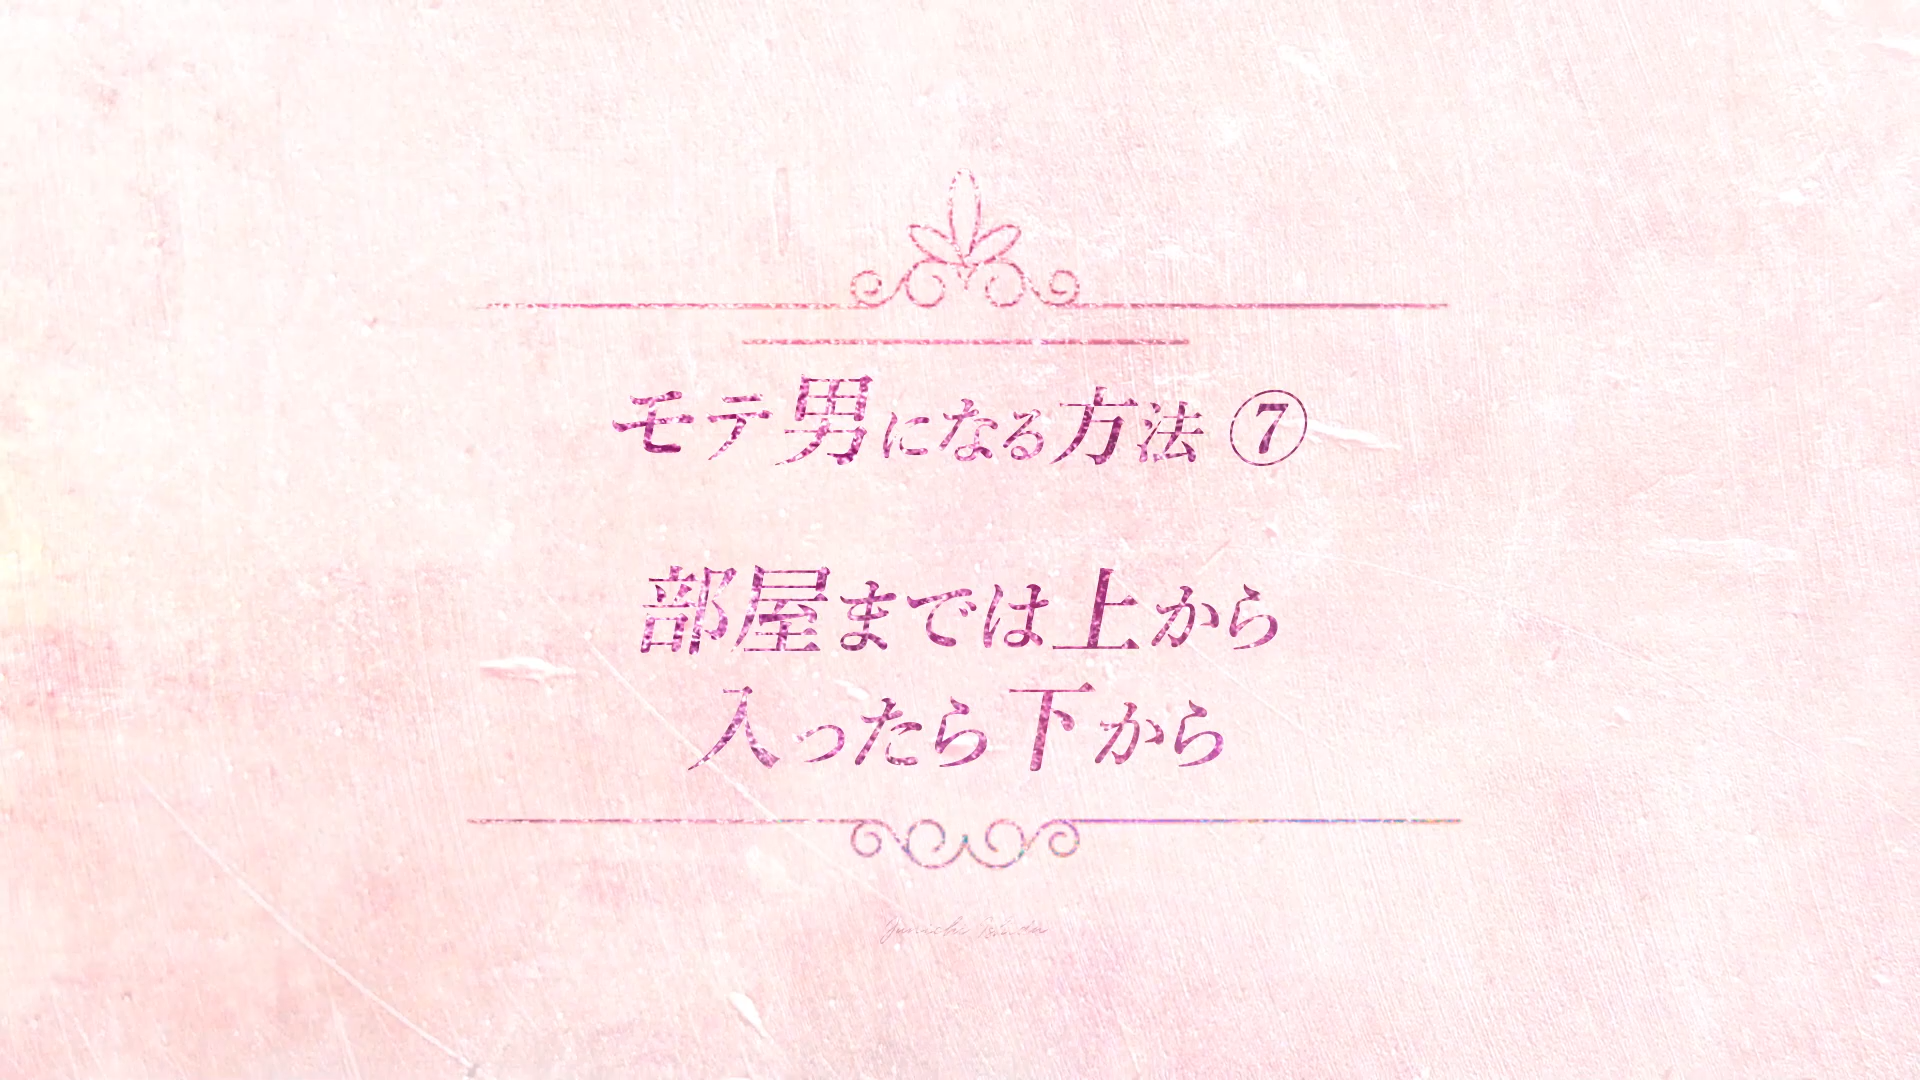 モテ男になる方法 ⑦
部屋までは上から
入ったら下から